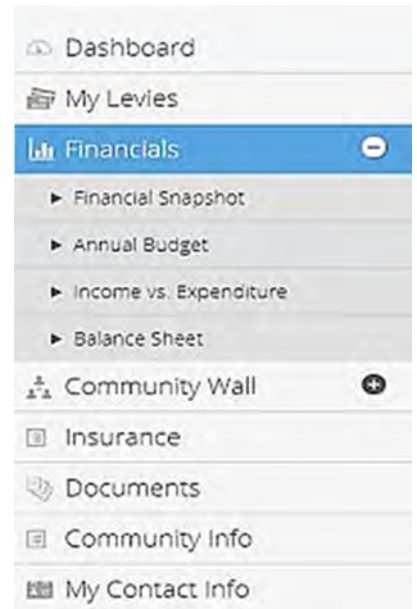 Dashboard
My Levies
Financials
Financial Snapshot
Annual Budget
Income vs. Expenditure
Balance Sheet
Community Wall
Insurance
Documents
Community Info
My Contact Info